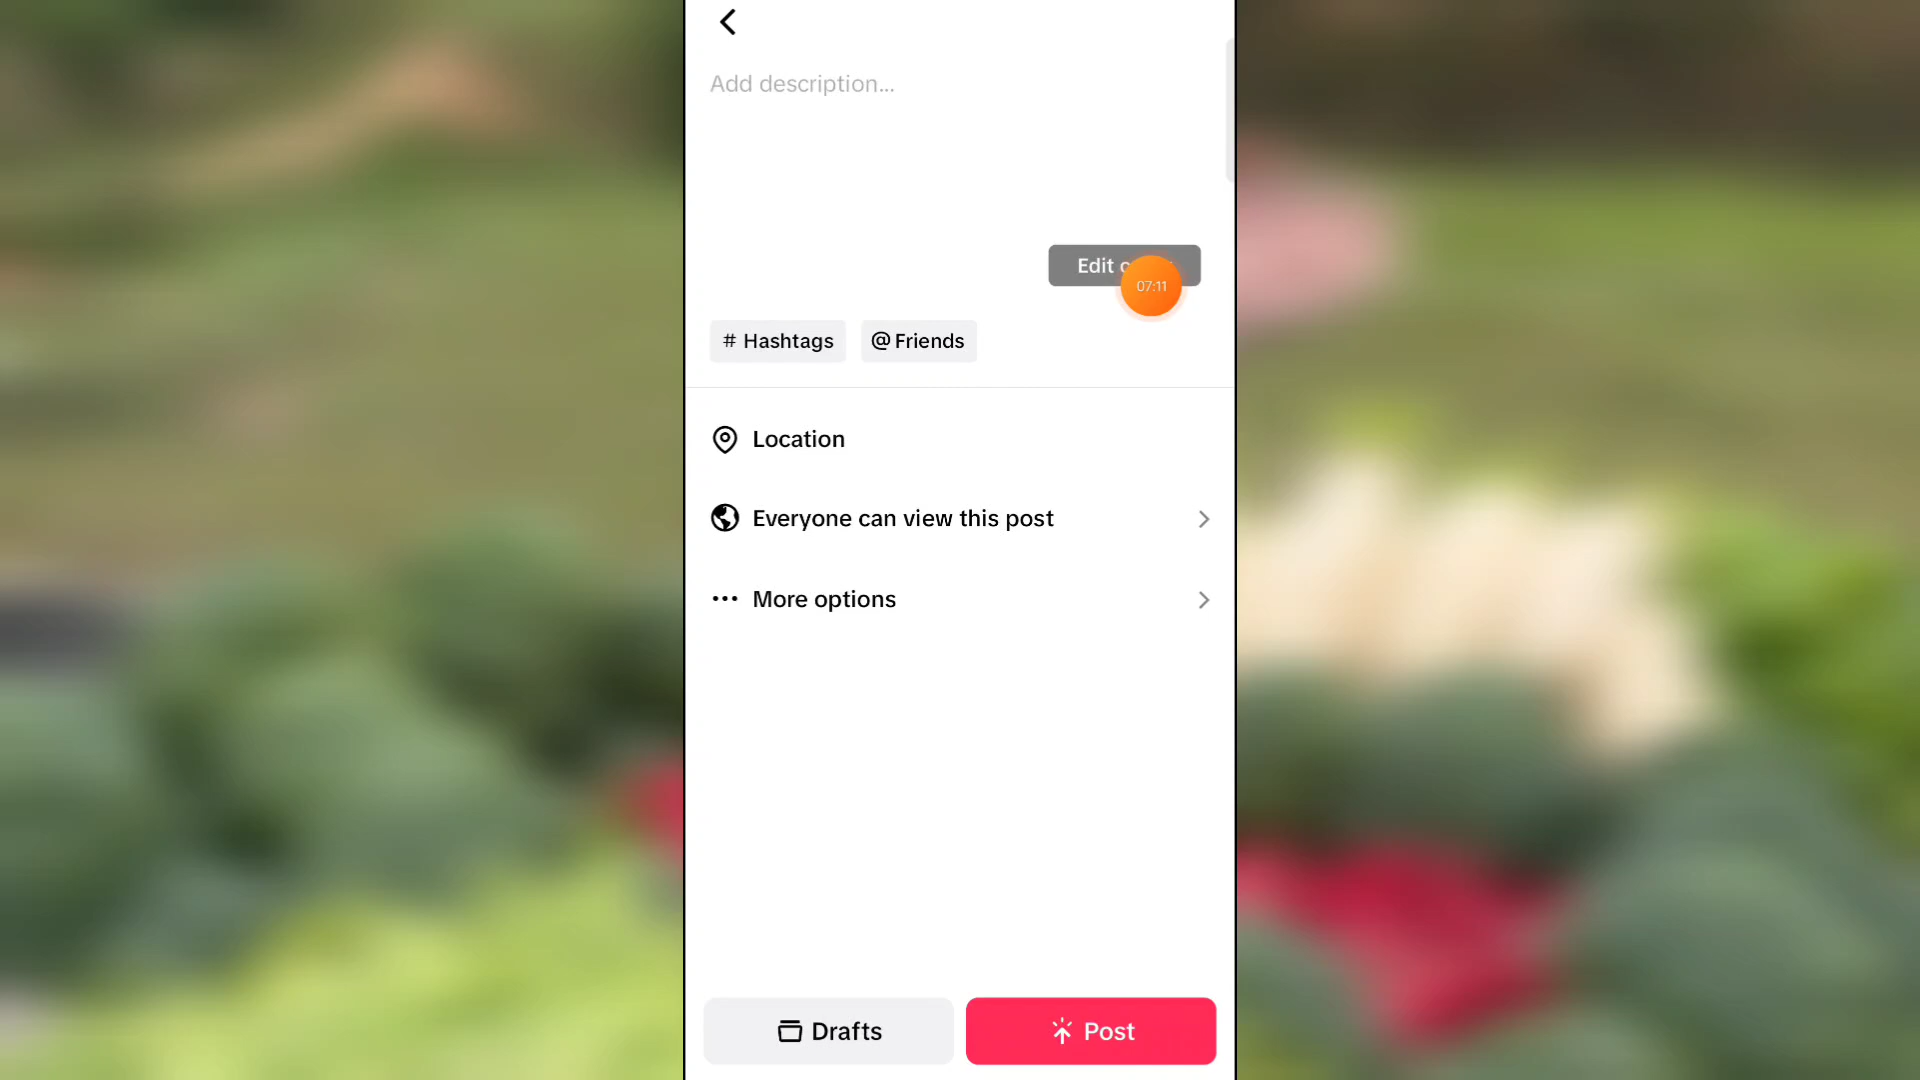 Add description...
Edit
07:11
# Hashtags
@ Friends
Location
Everyone can view this post
More options
Drafts
Post